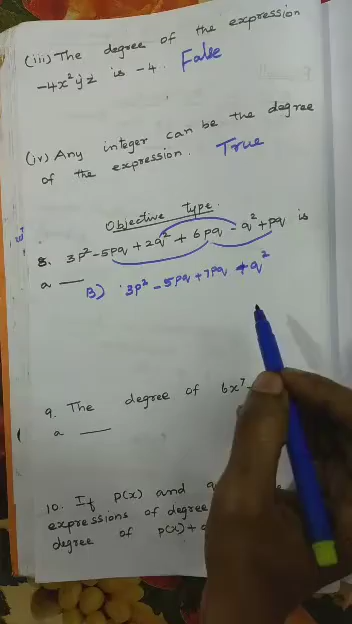 (iii) The degree of the expression
-4x²yz is -4. False
(iv) Any integer can be the degree
of the expression. True
Objective Type.
8. 3p² - 5pq + 2q² + 6pq - q² + pq is
a ___
B) 3p² - 5pq + 7pq + q²
9. The degree of 6x⁷
a ___
10. If P(x) and
expressions of degree
degree of p(x) +